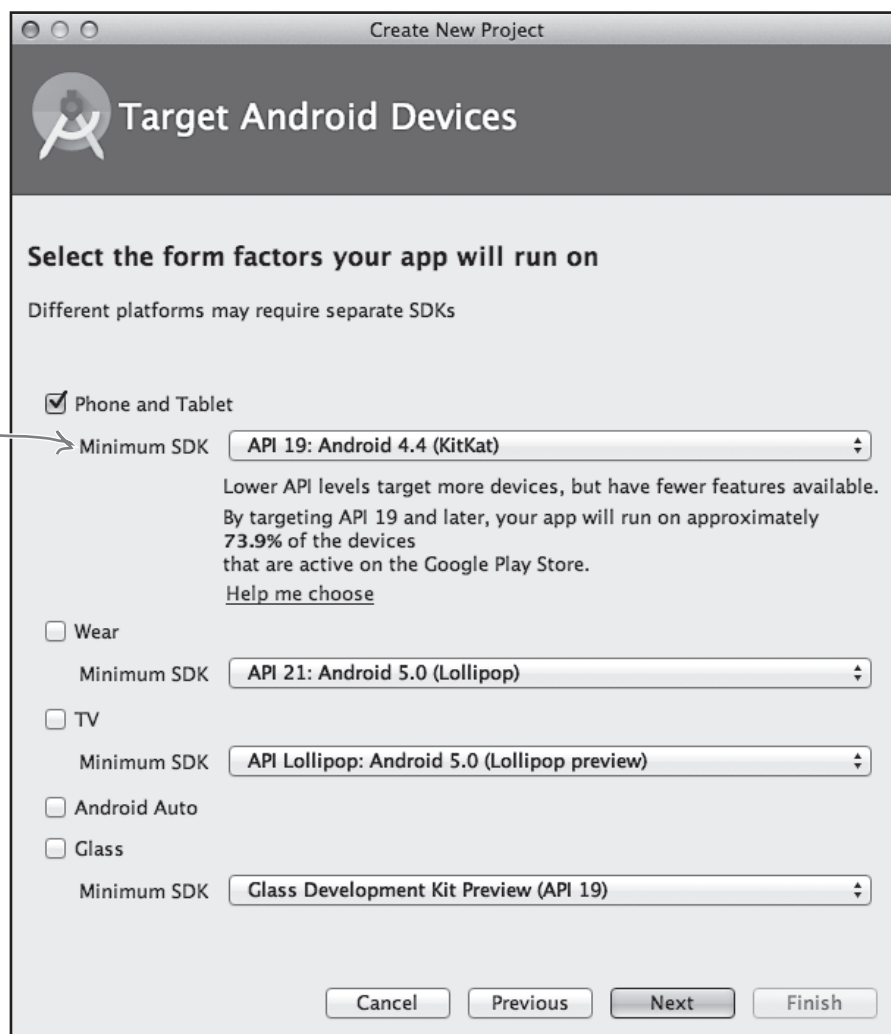 Create New Project
Target Android Devices
Select the form factors your app will run on
Different platforms may require separate SDKs
Phone and Tablet
Minimum SDK API 19: Android 4.4 (KitKat)
Lower API levels target more devices, but have fewer features available.
By targeting API 19 and later, your app will run on approximately
73.9% of the devices
that are active on the Google Play Store.
Help me choose
Wear
Minimum SDK API 21: Android 5.0 (Lollipop)
TV
Minimum SDK API Lollipop: Android 5.0 (Lollipop preview)
Android Auto
Glass
Minimum SDK Glass Development Kit Preview (API 19)
Cancel Previous Next Finish